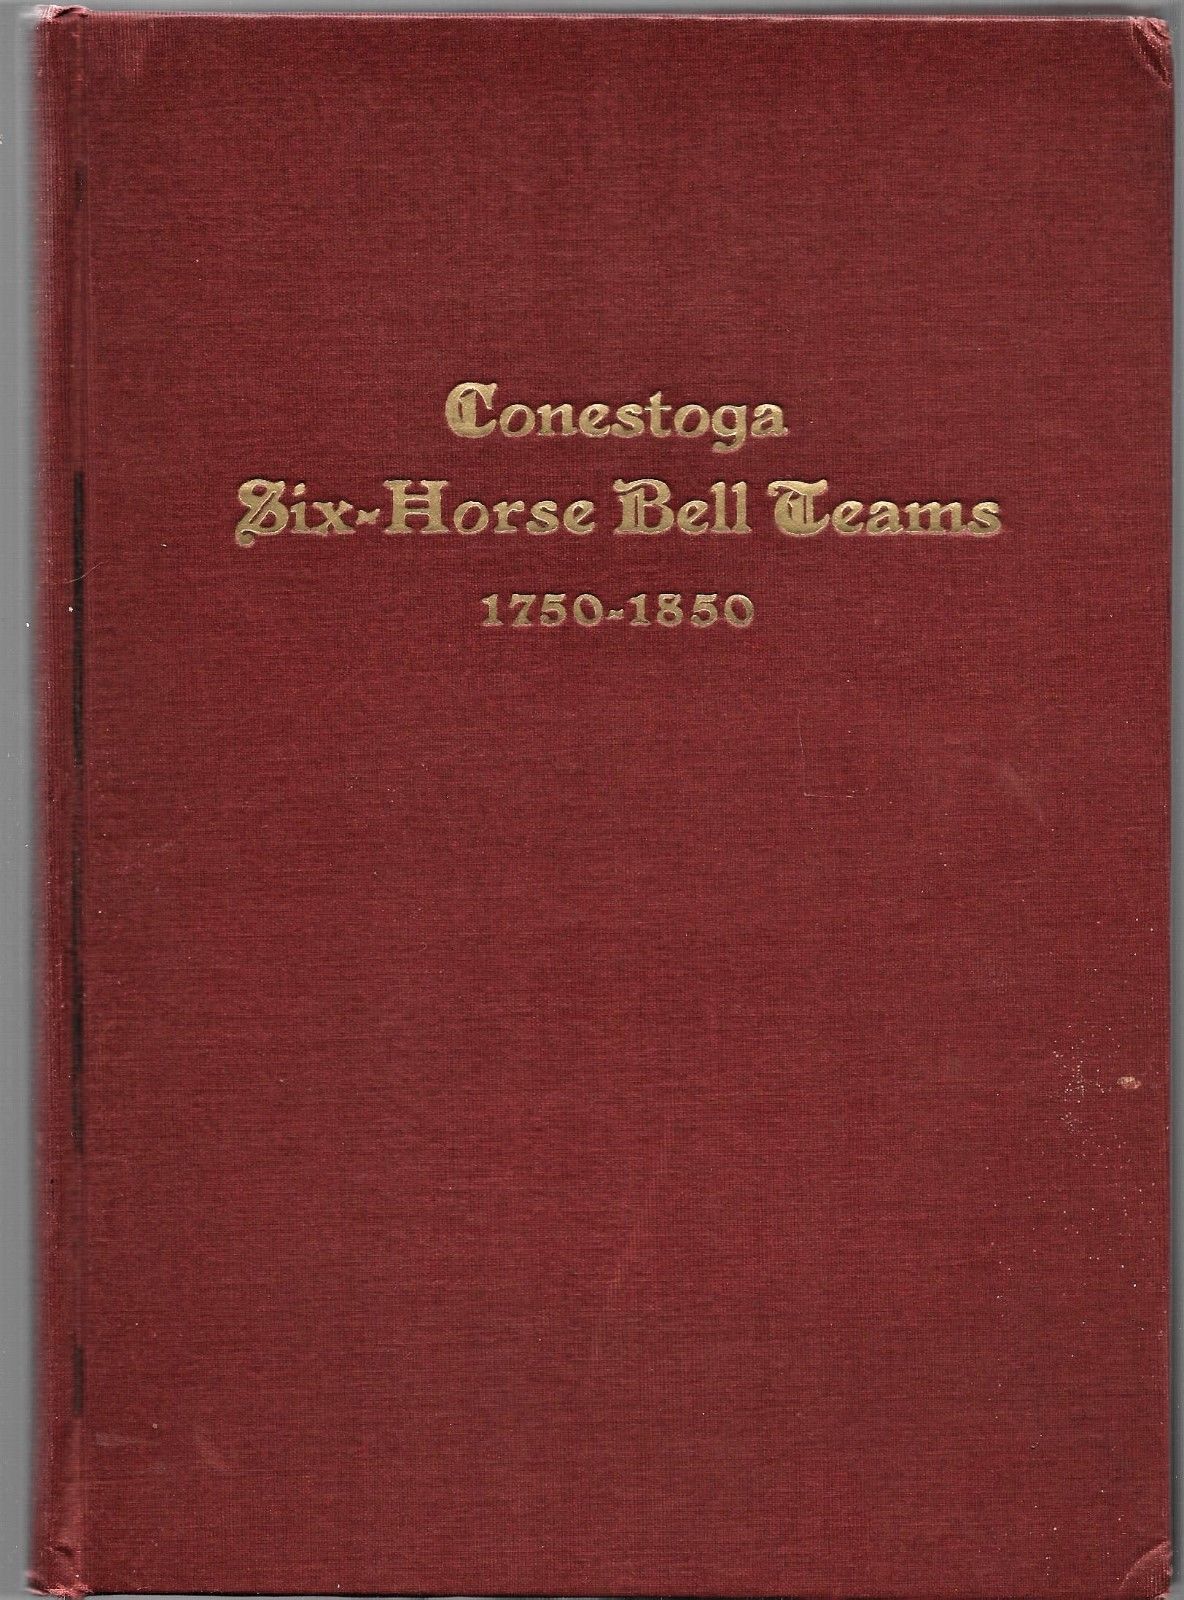 Conestoga
Six-Horse Bell Teams
1750-1850